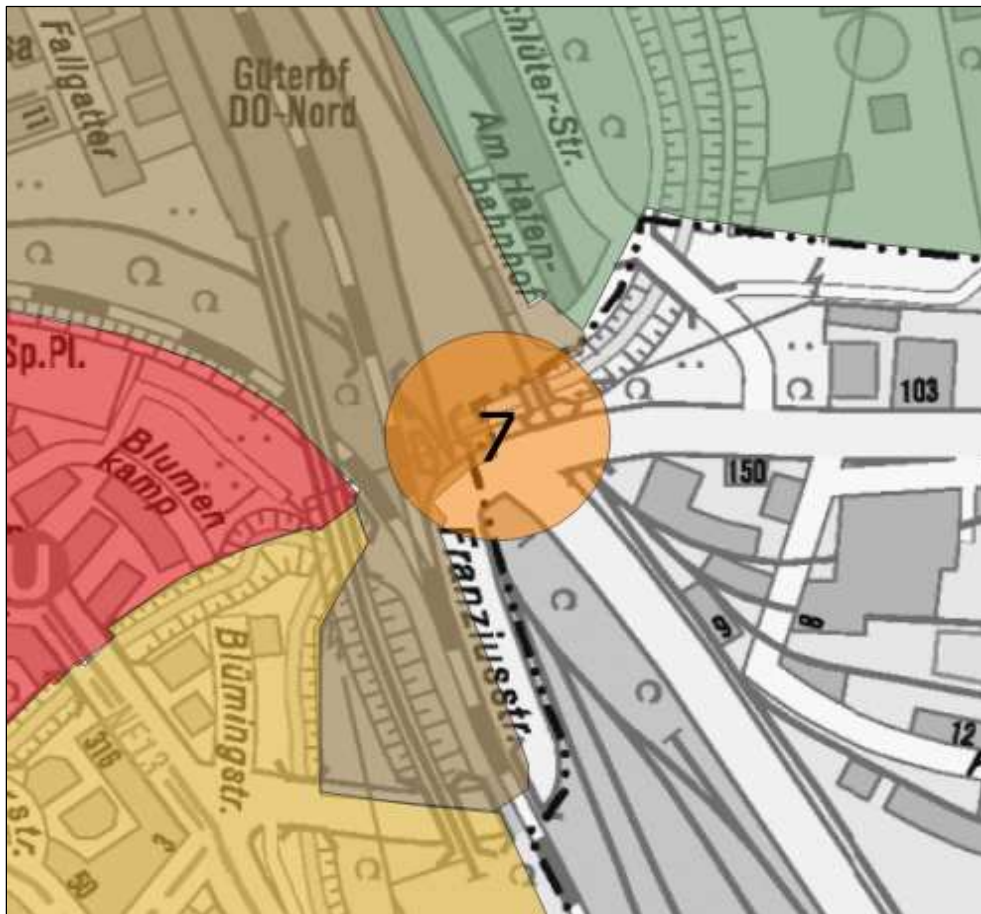 Fallgatter
11
Güterbf
DO-Nord
Am Hafen-
bahnhof
Sp.Pl.
Blumen
kamp
7
103
150
U
Franziusstr.
Blümingstr.
9
8
12
316
3
50
str.